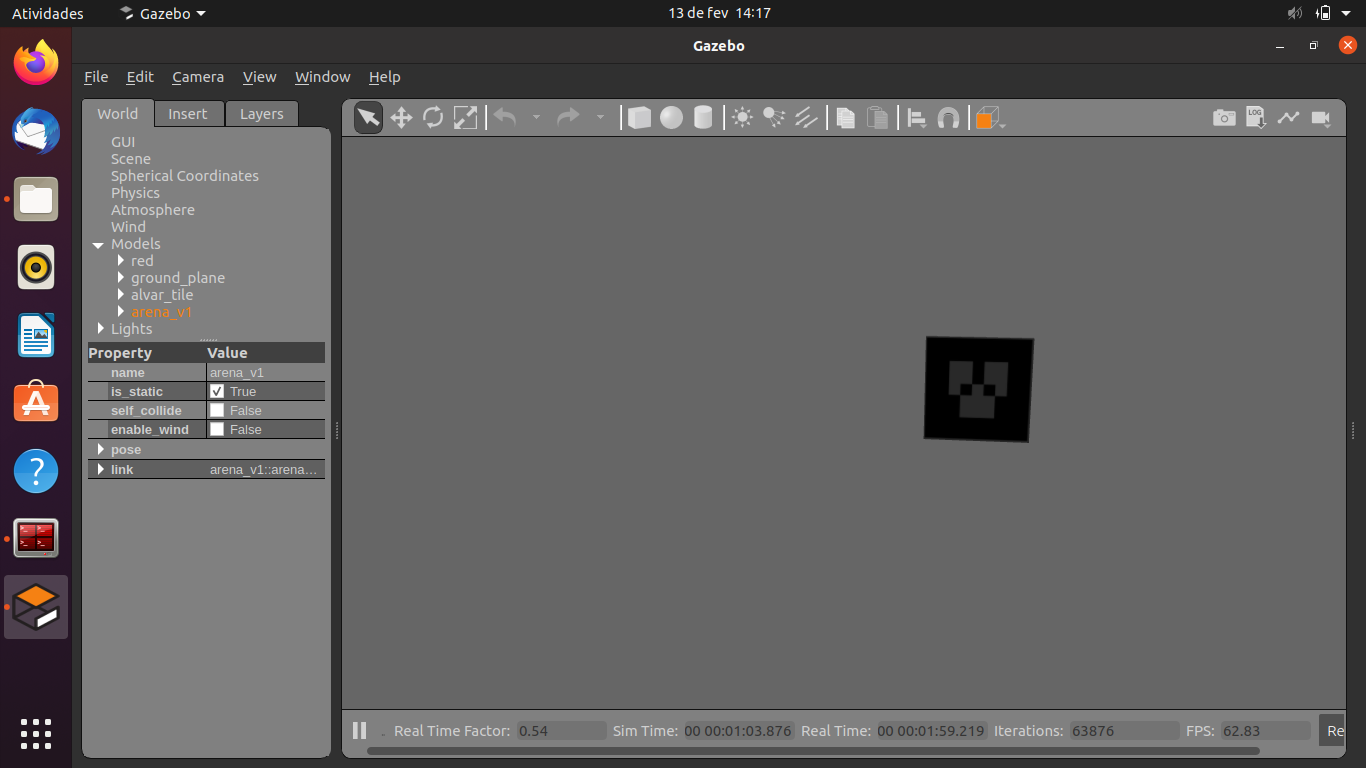 Atividades
Gazebo
13 de fev 14:17
Gazebo
File Edit Camera View Window Help
World Insert Layers
GUI
Scene
Spherical Coordinates
Physics
Atmosphere
Wind
Models
red
ground_plane
alvar_tile
arena_v1
Lights
Property Value
name arena_v1
is_static True
self_collide False
enable_wind False
pose
link arena_v1::arena…
LOG
Real Time Factor: 0.54 Sim Time: 00 00:01:03.876 Real Time: 00 00:01:59.219 Iterations: 63876 FPS: 62.83 Re